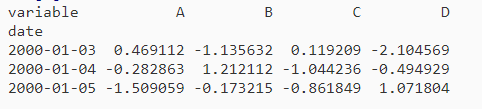 variable A B C D
date
2000-01-03 0.469112 -1.135632 0.119209 -2.104569
2000-01-04 -0.282863 1.212112 -1.044236 -0.494929
2000-01-05 -1.509059 -0.173215 -0.861849 1.071804